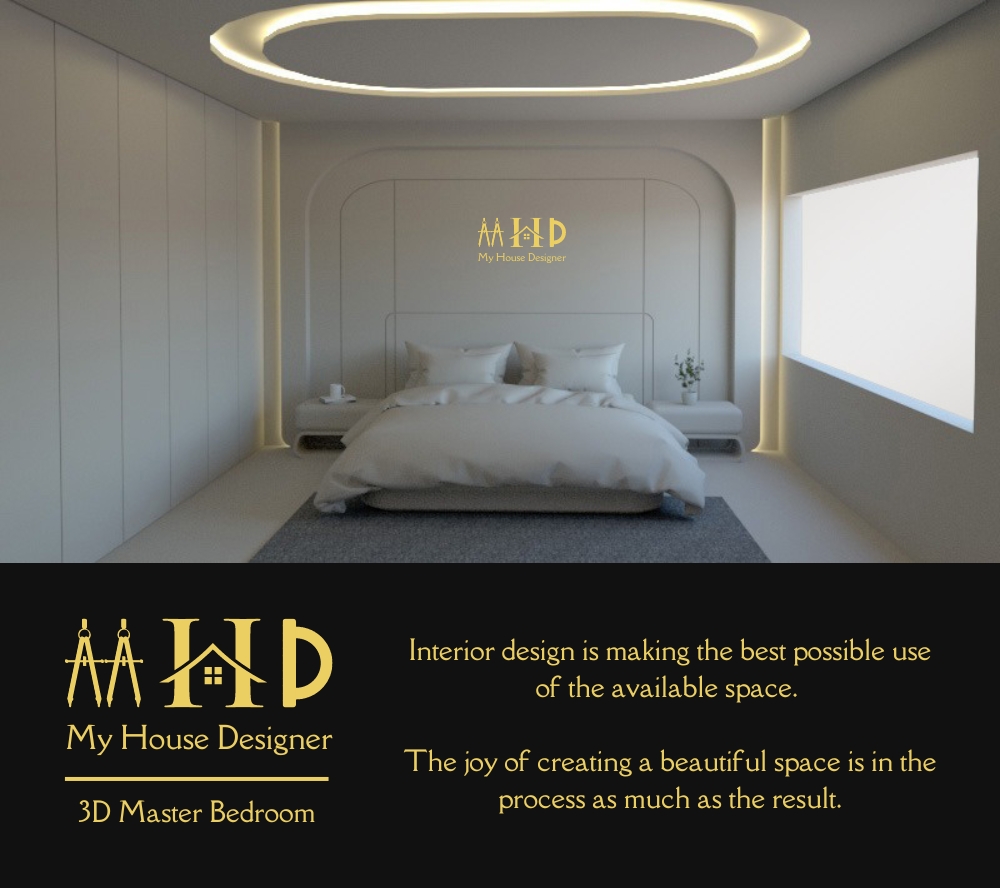 MHD
My House Designer
MHD
My House Designer
3D Master Bedroom
Interior design is making the best possible use
of the available space.
The joy of creating a beautiful space is in the
process as much as the result.